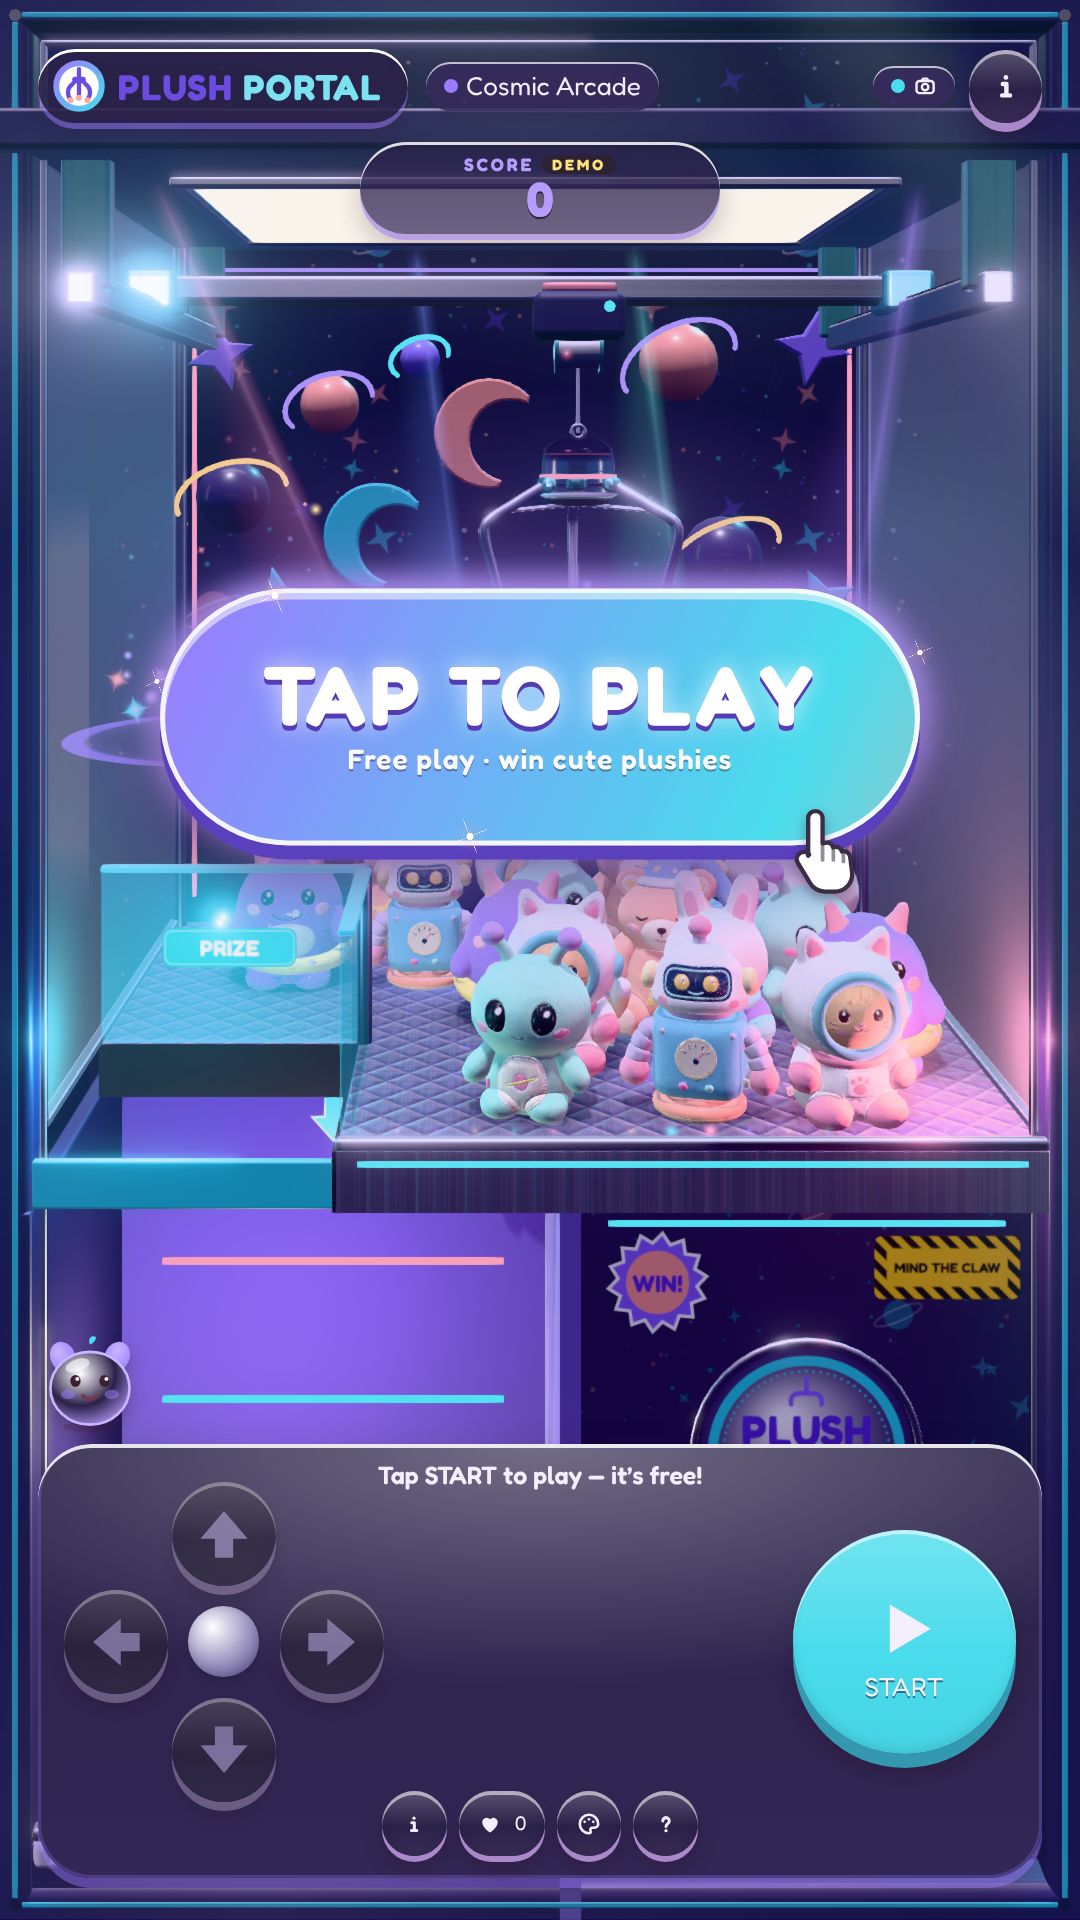 PLUSH PORTAL
Cosmic Arcade
i
SCORE DEMO
0
TAP TO PLAY
Free play · win cute plushies
PRIZE
WIN!
MIND THE CLAW
PLUSH
Tap START to play – it's free!
START
i
0
?